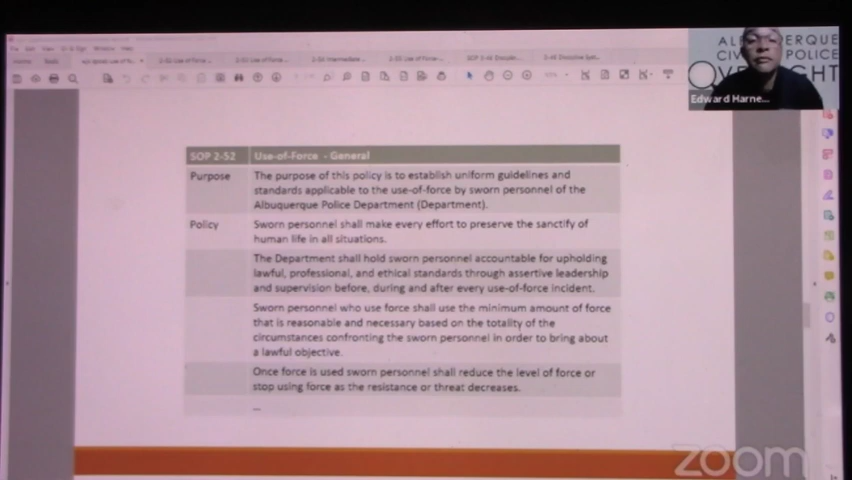 ALBUQUERQUE
CIVILIAN POLICE
OVERSIGHT
Edward Harne...
SOP 2-52 Use-of-Force - General
Purpose The purpose of this policy is to establish uniform guidelines and
standards applicable to the use-of-force by sworn personnel of the
Albuquerque Police Department (Department).
Policy Sworn personnel shall make every effort to preserve the sanctify of
human life in all situations.
The Department shall hold sworn personnel accountable for upholding
lawful, professional, and ethical standards through assertive leadership
and supervision before, during and after every use-of-force incident.
Sworn personnel who use force shall use the minimum amount of force
that is reasonable and necessary based on the totality of the
circumstances confronting the sworn personnel in order to bring about
a lawful objective.
Once force is used sworn personnel shall reduce the level of force or
stop using force as the resistance or threat decreases.
...
zoom